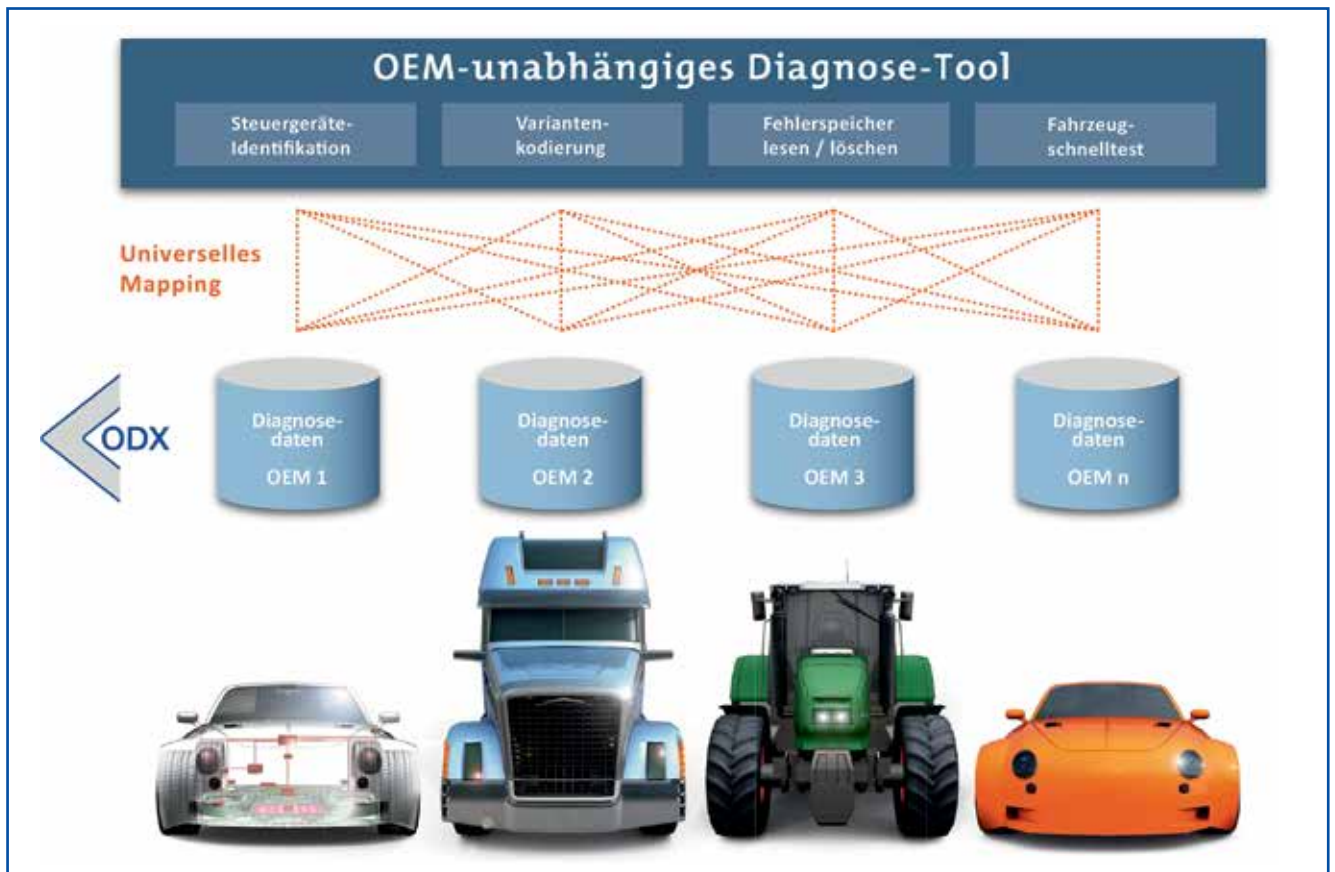 OEM-unabhängiges Diagnose-Tool
Steuergeräte-
Identifikation
Varianten-
kodierung
Fehlerspeicher
lesen / löschen
Fahrzeug-
schnelltest
Universelles
Mapping
ODX
Diagnose-
daten
OEM 1
Diagnose-
daten
OEM 2
Diagnose-
daten
OEM 3
Diagnose-
daten
OEM n